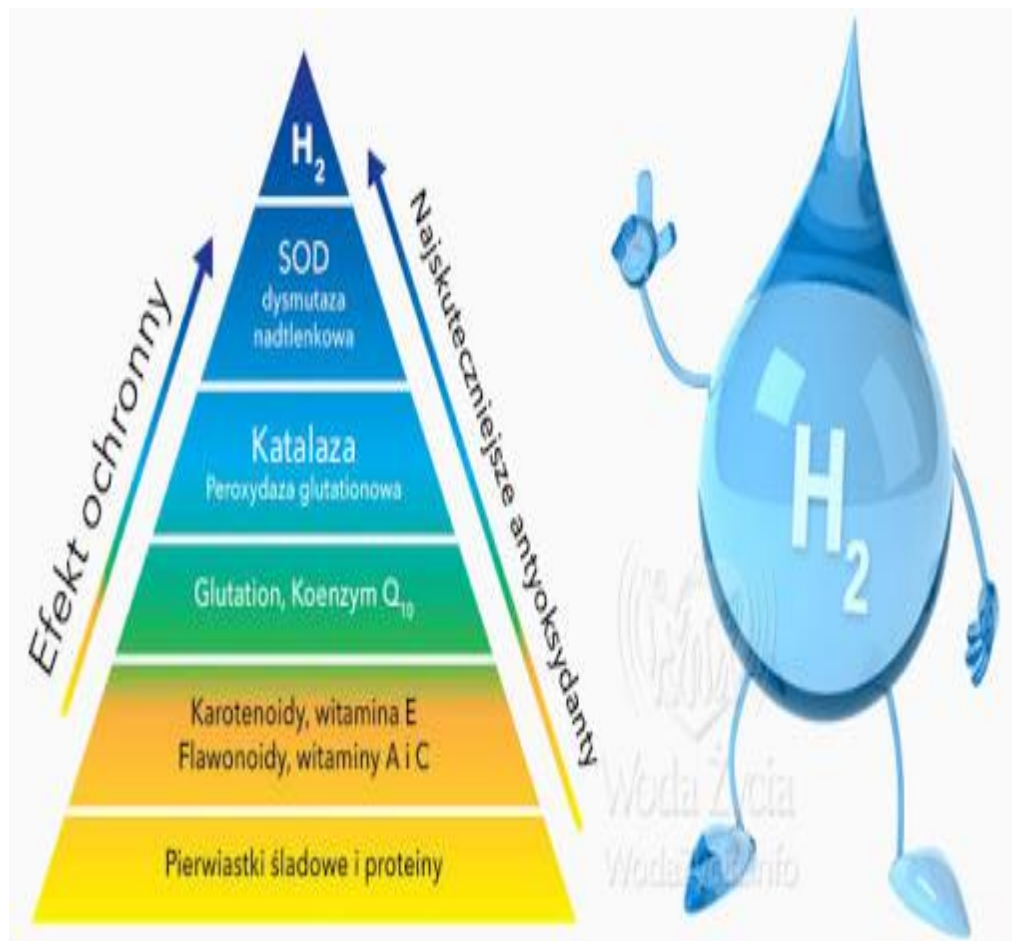 H2
SOD
dysmutaza
nadtlenkowa
Katalaza
Peroxydaza glutationowa
Glutation, Koenzym Q10
Karotenoidy, witamina E
Flawonoidy, witaminy A i C
Pierwiastki śladowe i proteiny
Efekt ochronny
Najskuteczniejsze antyoksydanty
H2
Woda Życia